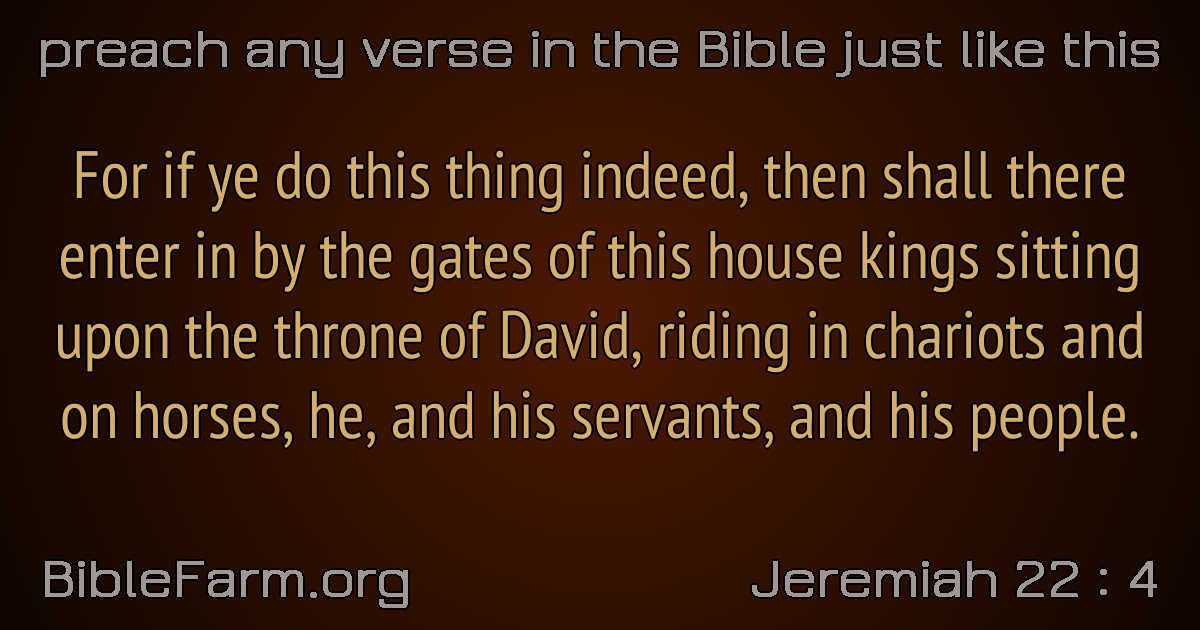 preach any verse in the Bible just like this
For if ye do this thing indeed, then shall there
enter in by the gates of this house kings sitting
upon the throne of David, riding in chariots and
on horses, he, and his servants, and his people.
BibleFarm.org
Jeremiah 22 : 4